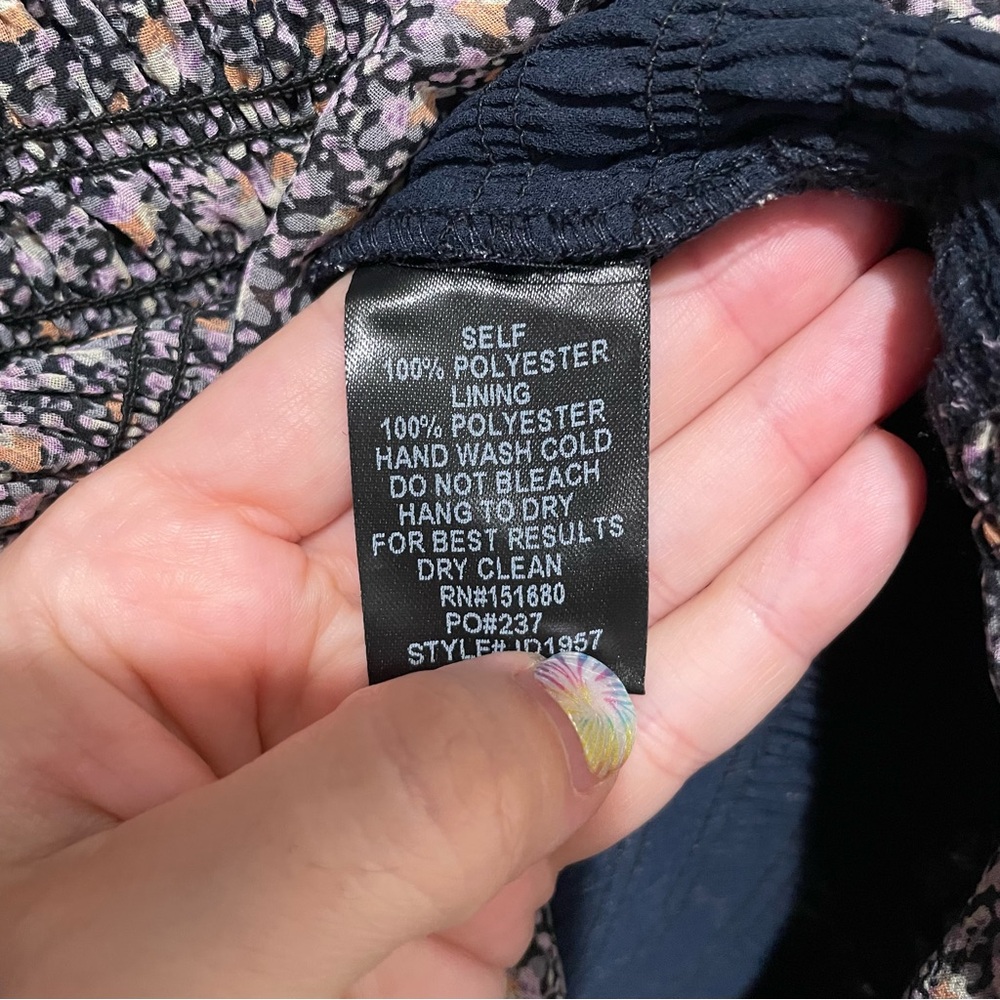 SELF
100% POLYESTER
LINING
100% POLYESTER
HAND WASH COLD
DO NOT BLEACH
HANG TO DRY
FOR BEST RESULTS
DRY CLEAN
RN#151680
PO#237
STYLE# JD1957